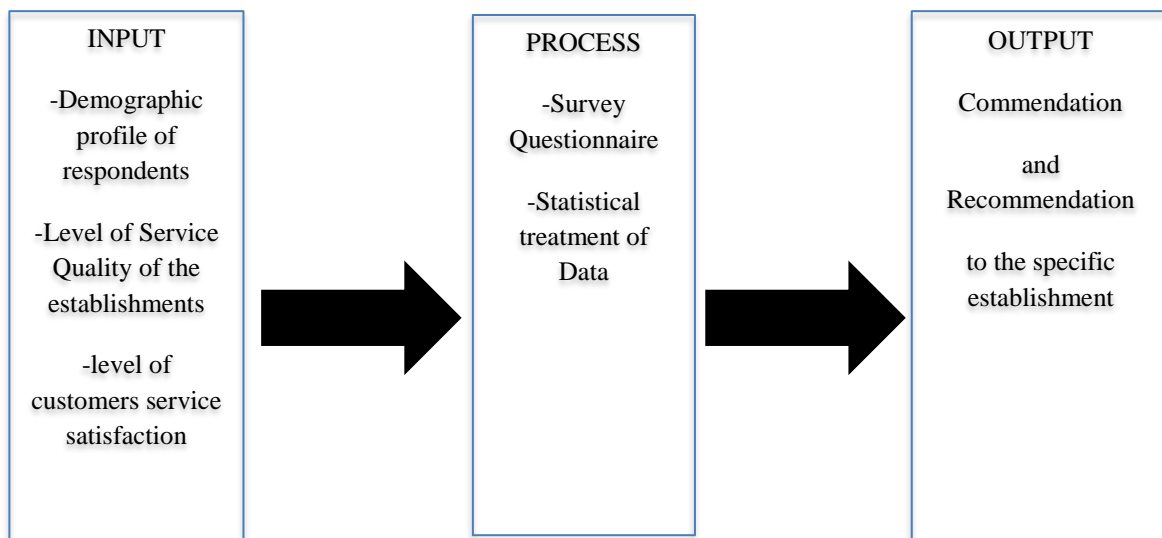 INPUT
-Demographic
profile of
respondents
-Level of Service
Quality of the
establishments
-level of
customers service
satisfaction
PROCESS
-Survey
Questionnaire
-Statistical
treatment of
Data
OUTPUT
Commendation
and
Recommendation
to the specific
establishment